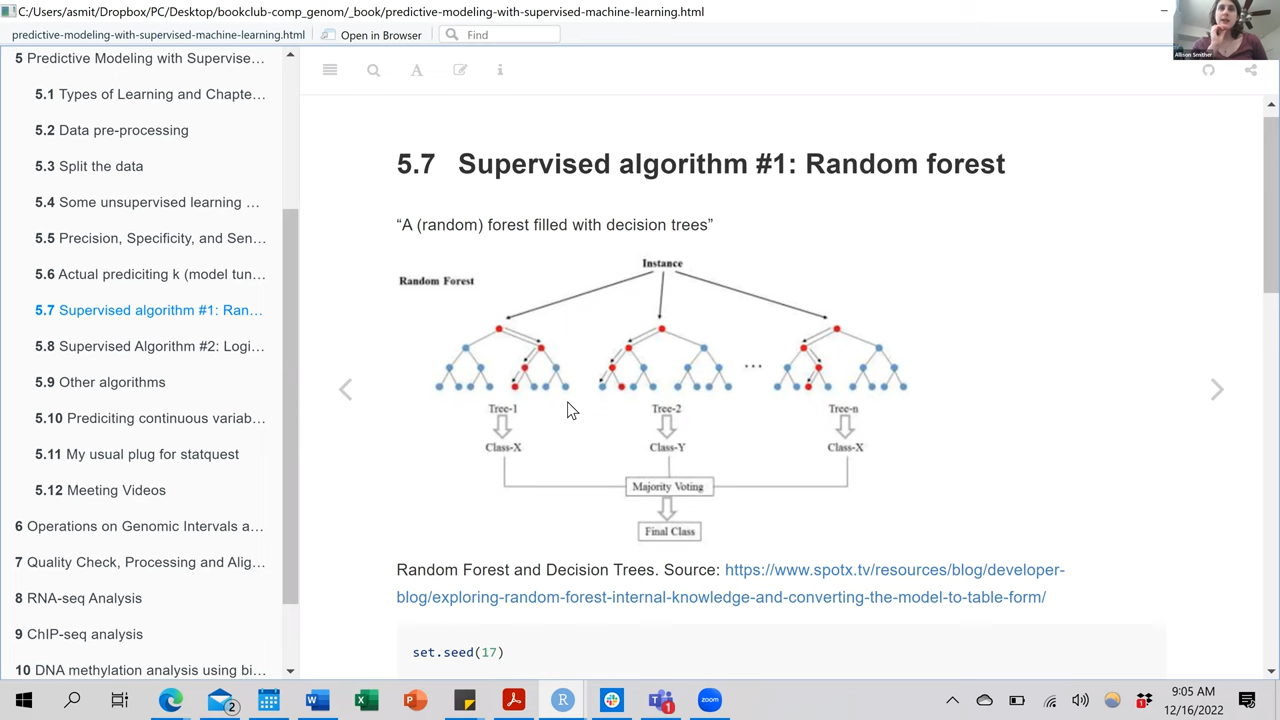 C:/Users/asmit/Dropbox/PC/Desktop/bookclub-comp_genom/_book/predictive-modeling-with-supervised-machine-learning.html
predictive-modeling-with-supervised-machine-learning.html
Open in Browser
Find
Allison Smither
5 Predictive Modeling with Supervise...
5.1 Types of Learning and Chapte...
5.2 Data pre-processing
5.3 Split the data
5.4 Some unsupervised learning ...
5.5 Precision, Specificity, and Sen...
5.6 Actual prediciting k (model tun...
5.7 Supervised algorithm #1: Ran...
5.8 Supervised Algorithm #2: Logi...
5.9 Other algorithms
5.10 Prediciting continuous variab...
5.11 My usual plug for statquest
5.12 Meeting Videos
6 Operations on Genomic Intervals a...
7 Quality Check, Processing and Alig...
8 RNA-seq Analysis
9 ChIP-seq analysis
10 DNA methylation analysis using bi...
5.7 Supervised algorithm #1: Random forest
“A (random) forest filled with decision trees”
Instance
Random Forest
...
Tree-1 Tree-2 Tree-n
Class-X Class-Y Class-X
Majority Voting
Final Class
Random Forest and Decision Trees. Source: https://www.spotx.tv/resources/blog/developer-
blog/exploring-random-forest-internal-knowledge-and-converting-the-model-to-table-form/
set.seed(17)
9:05 AM
12/16/2022